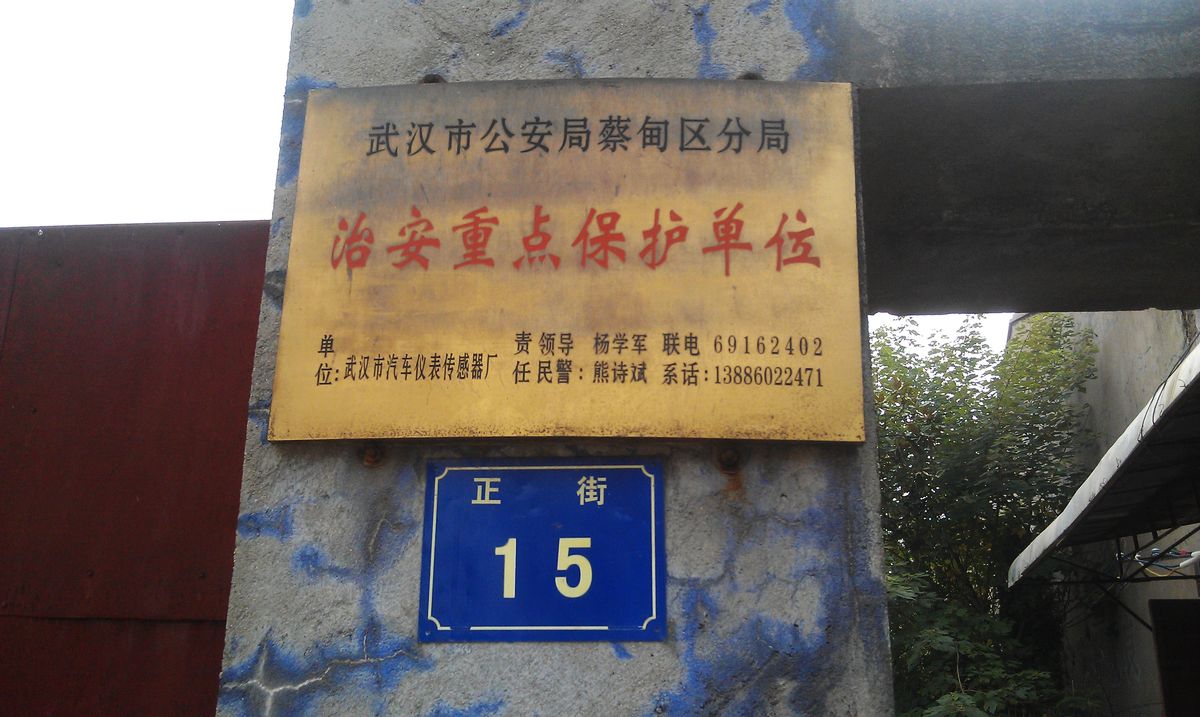 武汉市公安局蔡甸区分局
治安重点保护单位
单位:武汉市汽车仪表传感器厂
责任 领导 杨学军 联系 电 69162402
民警:熊诗斌 话:13886022471
正 街
15